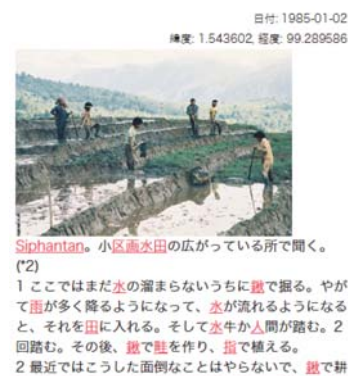 日付: 1985-01-02
緯度: 1.543602, 経度: 99.289586
Siphantan。小区画水田の広がっている所で聞く。
(*2)
1 ここではまだ水の溜まらないうちに鍬で掘る。やが
て雨が多く降るようになって、水が流れるようになる
と、それを田に入れる。そして水牛か人間が踏む。2
回踏む。その後、鍬で畦を作り、指で植える。
2 最近ではこうした面倒なことはやらないで、鍬で耕